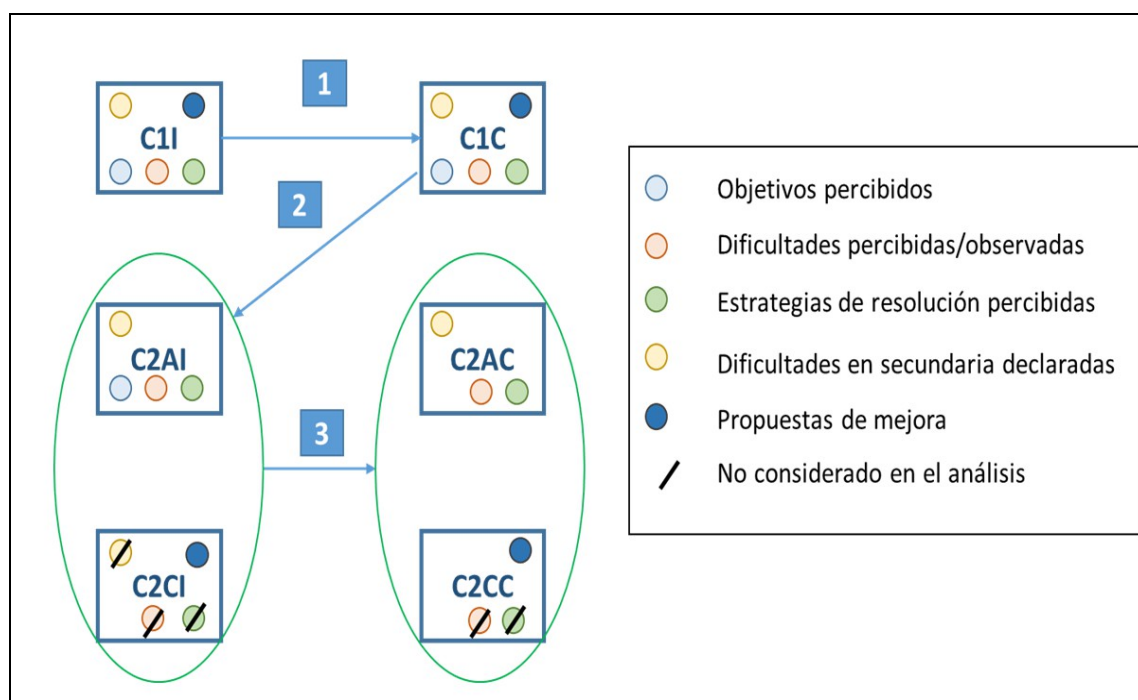 1
C1I
C1C
2
C2AI
C2AC
3
C2CI
C2CC
Objetivos percibidos
Dificultades percibidas/observadas
Estrategias de resolución percibidas
Dificultades en secundaria declaradas
Propuestas de mejora
No considerado en el análisis